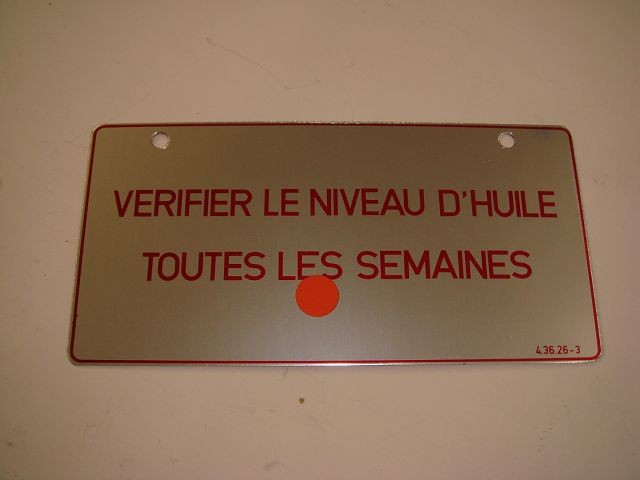 VERIFIER LE NIVEAU D'HUILE
TOUTES LES SEMAINES
4.36.26-3